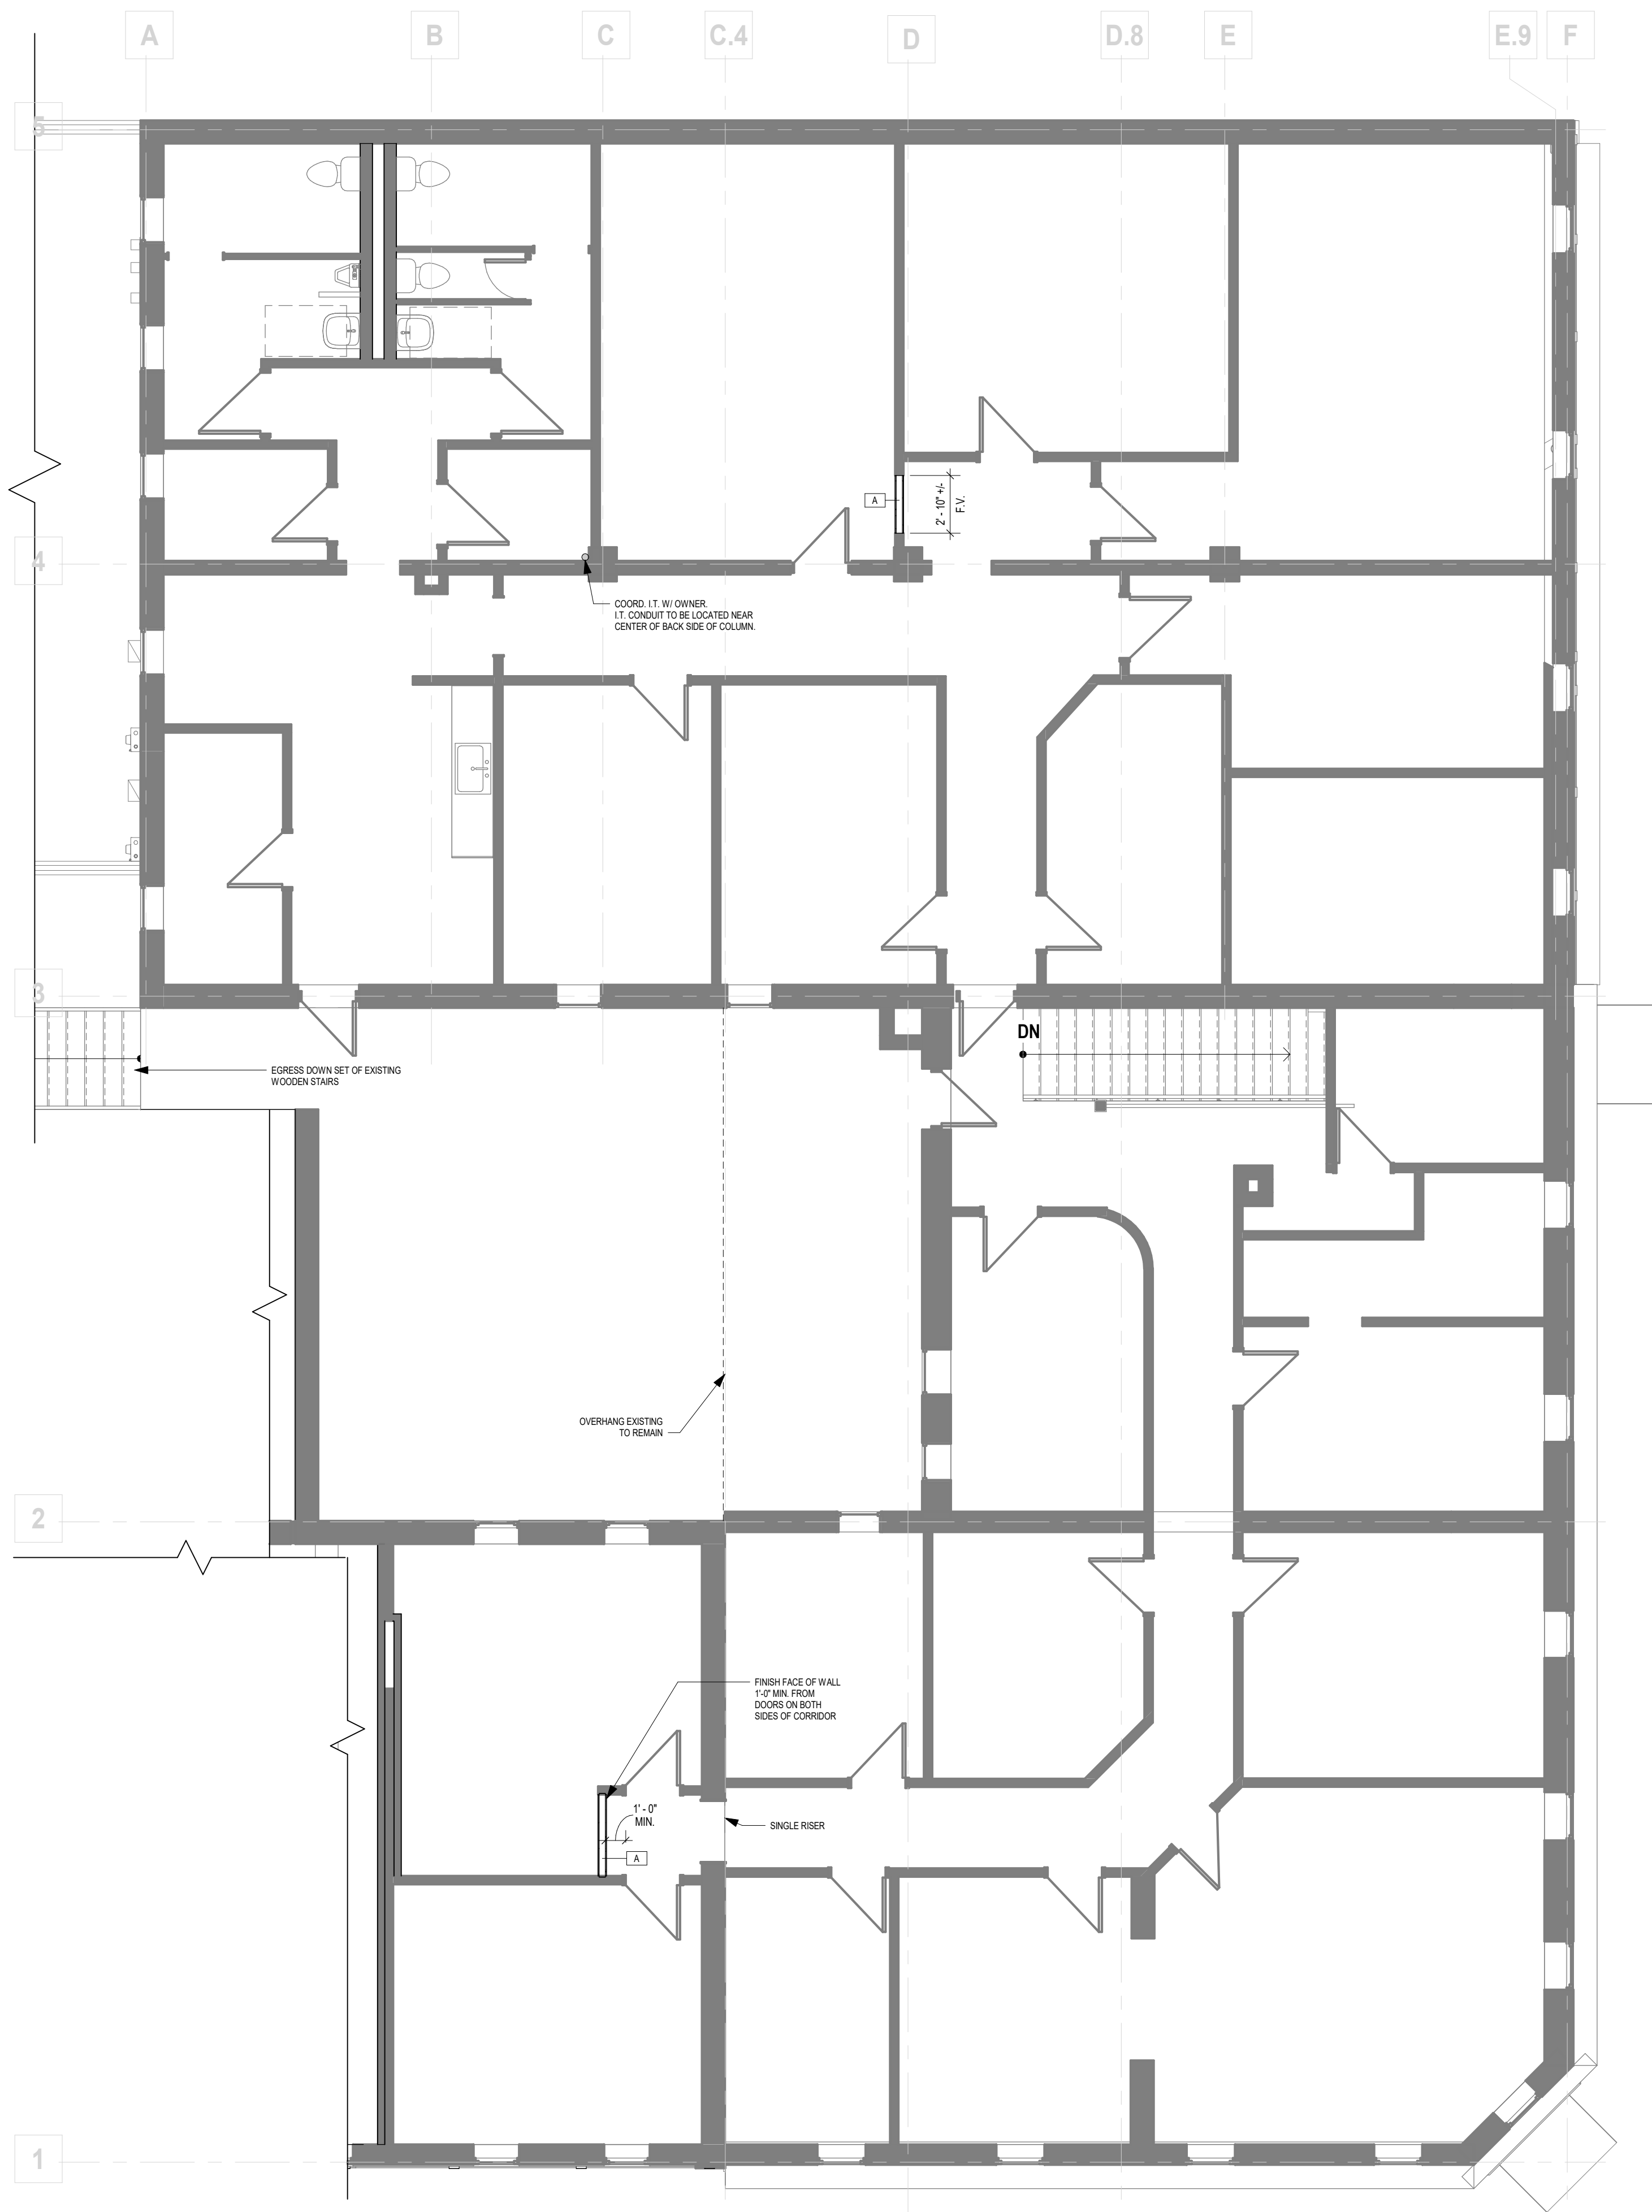 A
B
C
C.4
D
D.8
E
E.9
F
5
A
2' - 10" +/-
F.V.
4
COORD. I.T. W/ OWNER.
I.T. CONDUIT TO BE LOCATED NEAR
CENTER OF BACK SIDE OF COLUMN.
3
DN
EGRESS DOWN SET OF EXISTING
WOODEN STAIRS
OVERHANG EXISTING
TO REMAIN
2
FINISH FACE OF WALL
1'-0" MIN. FROM
DOORS ON BOTH
SIDES OF CORRIDOR
1' - 0"
MIN.
SINGLE RISER
A
1